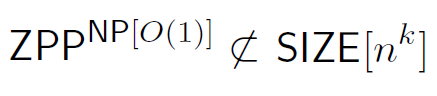 ZPP^{NP[O(1)]} ⊄ SIZE[n^k]